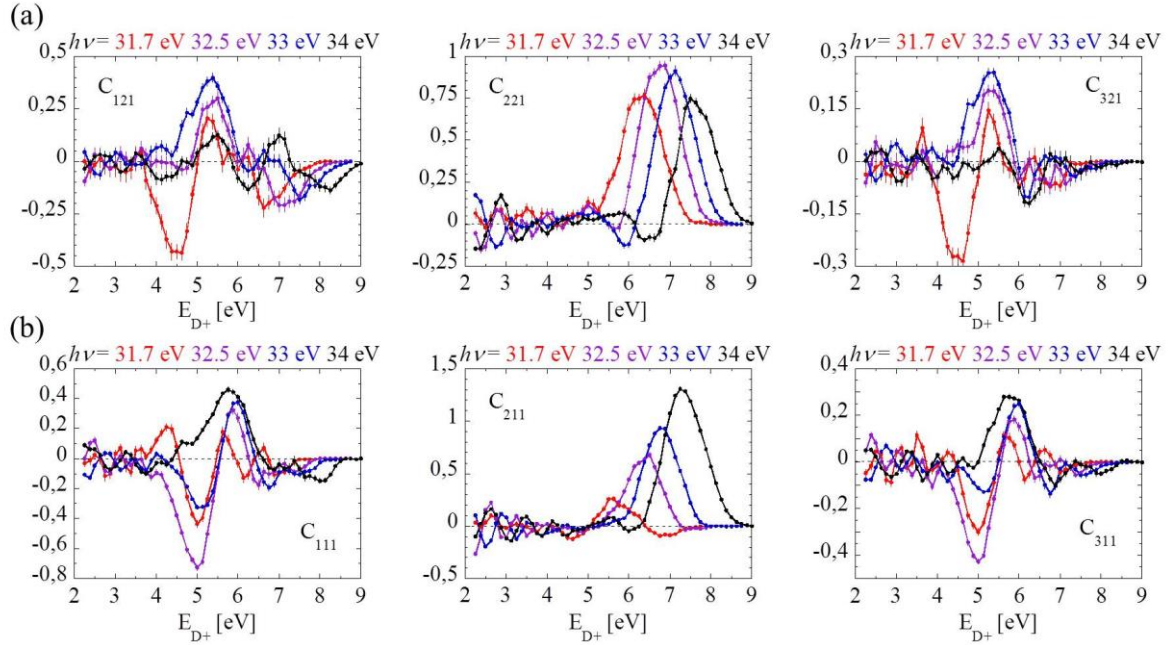 (a)
hν= 31.7 eV 32.5 eV 33 eV 34 eV
C121
0,5
0,25
0
-0,25
-0,5
2 3 4 5 6 7 8 9
ED+ [eV]
hν= 31.7 eV 32.5 eV 33 eV 34 eV
C221
1
0,75
0,5
0,25
0
-0,25
2 3 4 5 6 7 8 9
ED+ [eV]
hν= 31.7 eV 32.5 eV 33 eV 34 eV
C321
0,3
0,15
0
-0,15
-0,3
2 3 4 5 6 7 8 9
ED+ [eV]
(b)
hν= 31.7 eV 32.5 eV 33 eV 34 eV
0,6
0,4
0,2
0
-0,2
-0,4
-0,6
-0,8
C111
2 3 4 5 6 7 8 9
ED+ [eV]
hν= 31.7 eV 32.5 eV 33 eV 34 eV
C211
1,5
1
0,5
0
-0,5
2 3 4 5 6 7 8 9
ED+ [eV]
hν= 31.7 eV 32.5 eV 33 eV 34 eV
0,4
0,2
0
-0,2
-0,4
C311
2 3 4 5 6 7 8 9
ED+ [eV]